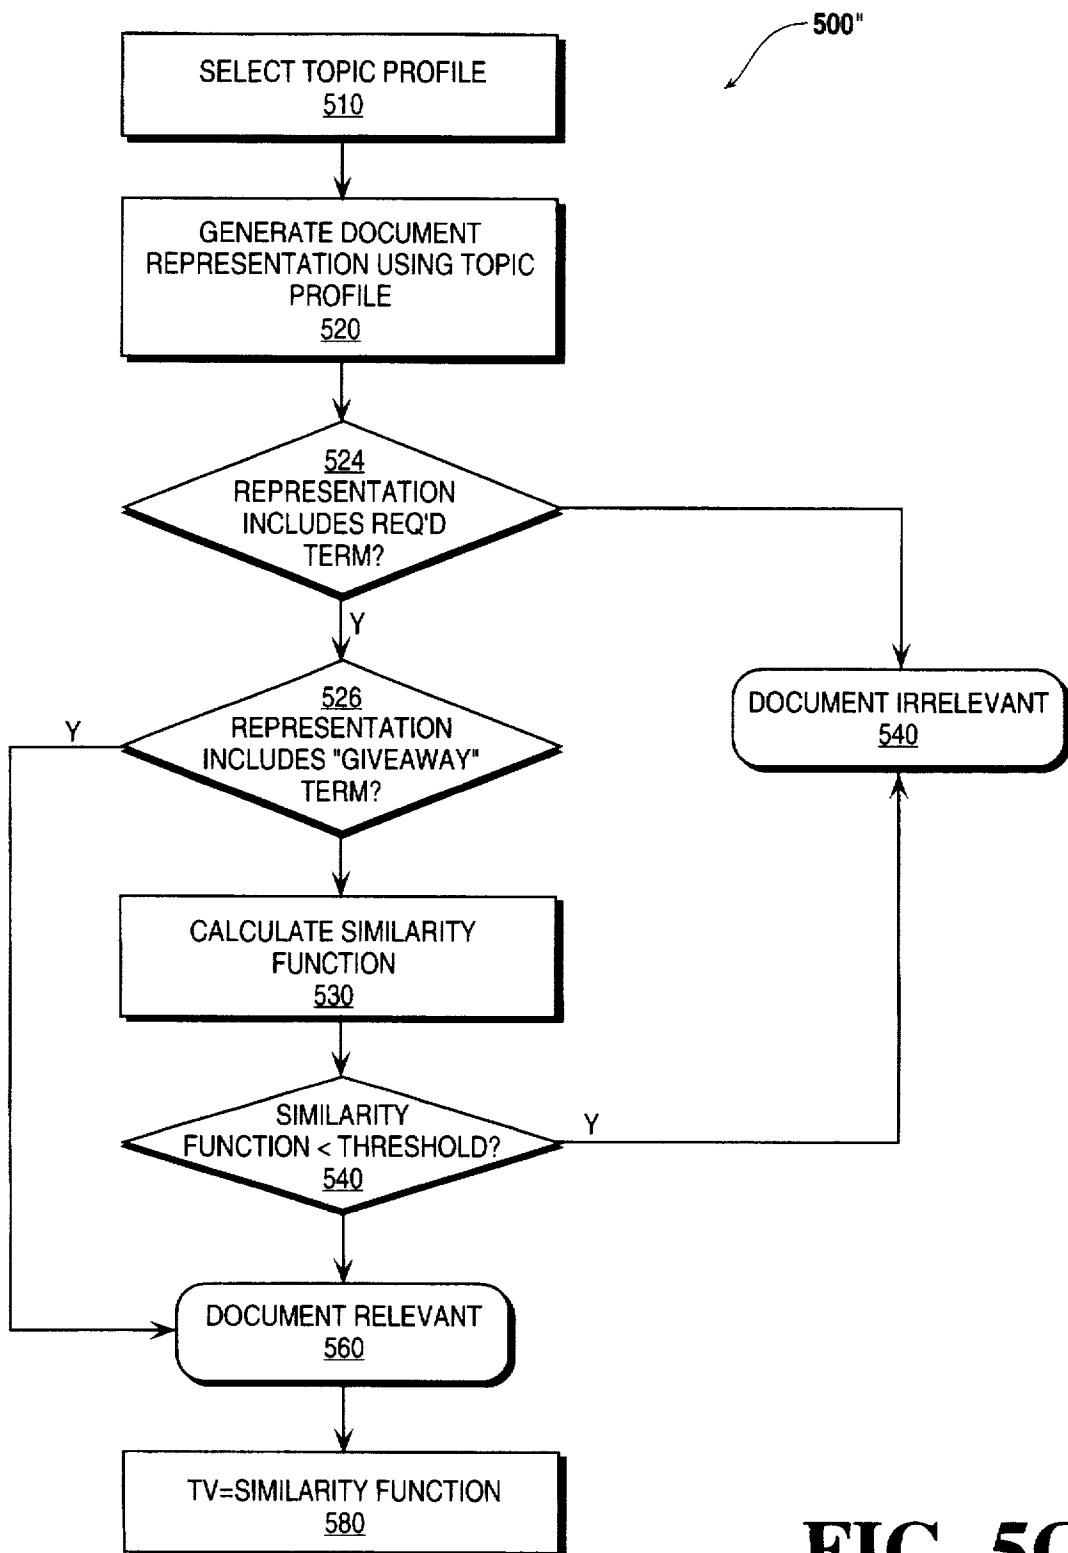 500"
SELECT TOPIC PROFILE
510
GENERATE DOCUMENT
REPRESENTATION USING TOPIC
PROFILE
520
524
REPRESENTATION
INCLUDES REQ'D
TERM?
Y
526
REPRESENTATION
INCLUDES "GIVEAWAY"
TERM?
Y
DOCUMENT IRRELEVANT
540
CALCULATE SIMILARITY
FUNCTION
530
SIMILARITY
FUNCTION < THRESHOLD?
540
Y
DOCUMENT RELEVANT
560
TV=SIMILARITY FUNCTION
580
FIG. 5C